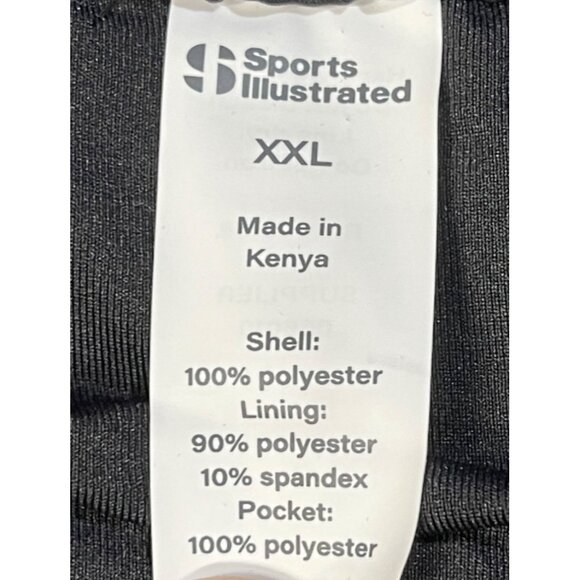 Sports
Illustrated
XXL
Made in
Kenya
Shell:
100% polyester
Lining:
90% polyester
10% spandex
Pocket:
100% polyester